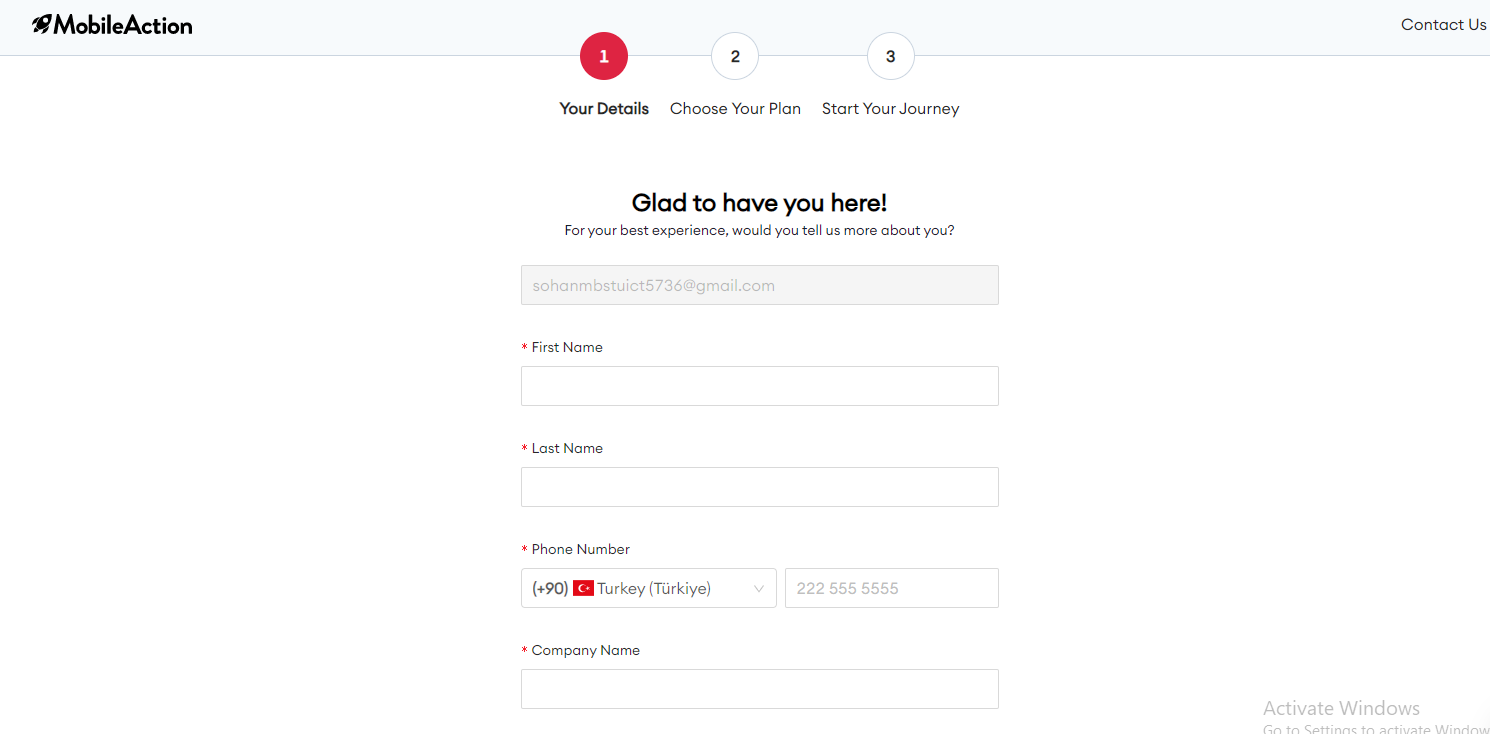 MobileAction
Contact Us
1 2 3
Your Details Choose Your Plan Start Your Journey
Glad to have you here!
For your best experience, would you tell us more about you?
sohanmbstuict5736@gmail.com
* First Name
* Last Name
* Phone Number
(+90) Turkey (Türkiye) 222 555 5555
* Company Name
Activate Windows
Go to Settings to activate Window